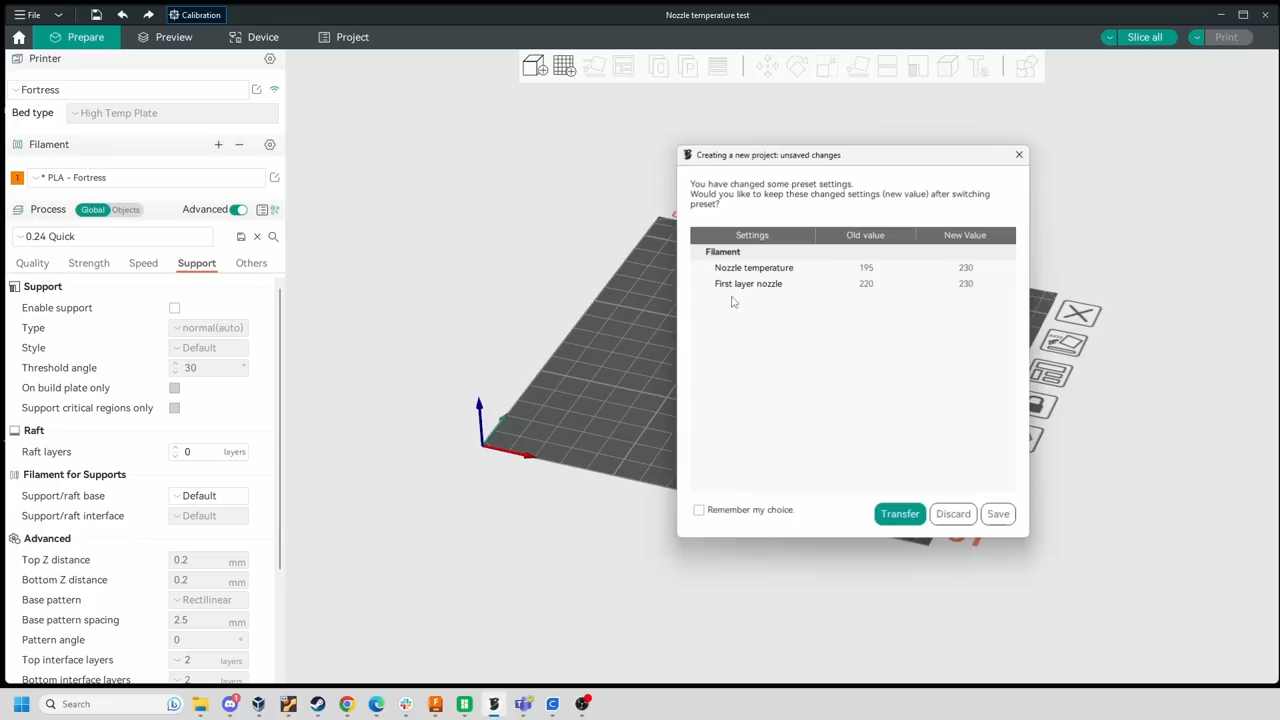 File
Calibration
Nozzle temperature test
Prepare
Preview
Device
Project
Slice all
Print
Printer
Fortress
Bed type
High Temp Plate
Filament
1
* PLA - Fortress
Process
Global
Objects
Advanced
0.24 Quick
Quality
Strength
Speed
Support
Others
Support
Enable support
Type
normal(auto)
Style
Default
Threshold angle
30
°
On build plate only
Support critical regions only
Raft
Raft layers
0
layers
Filament for Supports
Support/raft base
Default
Support/raft interface
Default
Advanced
Top Z distance
0.2
mm
Bottom Z distance
0.2
mm
Base pattern
Rectilinear
Base pattern spacing
2.5
mm
Pattern angle
0
°
Top interface layers
2
layers
Bottom interface layers
2
layers
Creating a new project: unsaved changes
You have changed some preset settings.
Would you like to keep these changed settings (new value) after switching
preset?
Settings
Old value
New Value
Filament
Nozzle temperature
195
230
First layer nozzle
220
230
Remember my choice.
Transfer
Discard
Save
Search